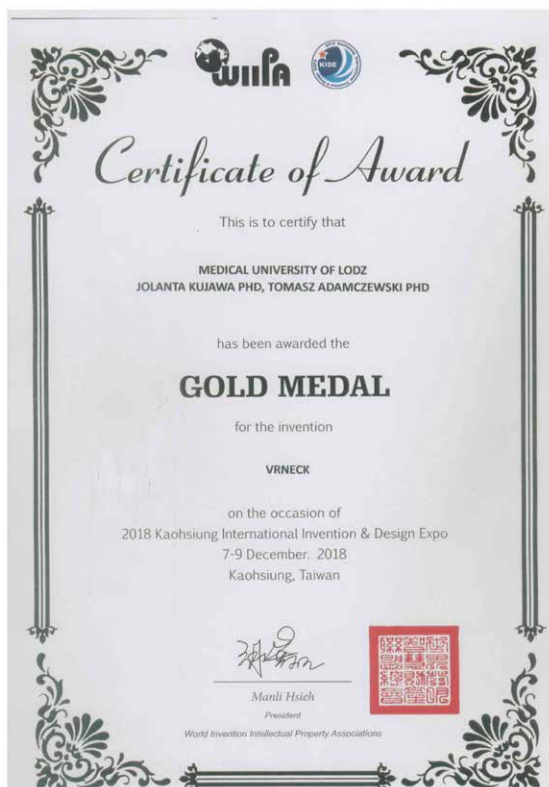 WIIPA
KIDE
Certificate of Award
This is to certify that
MEDICAL UNIVERSITY OF LODZ
JOLANTA KUJAWA PHD, TOMASZ ADAMCZEWSKI PHD
has been awarded the
GOLD MEDAL
for the invention
VRNECK
on the occasion of
2018 Kaohsiung International Invention & Design Expo
7-9 December. 2018
Kaohsiung, Taiwan
Manli Hsieh
President
World Invention Intellectual Property Associations